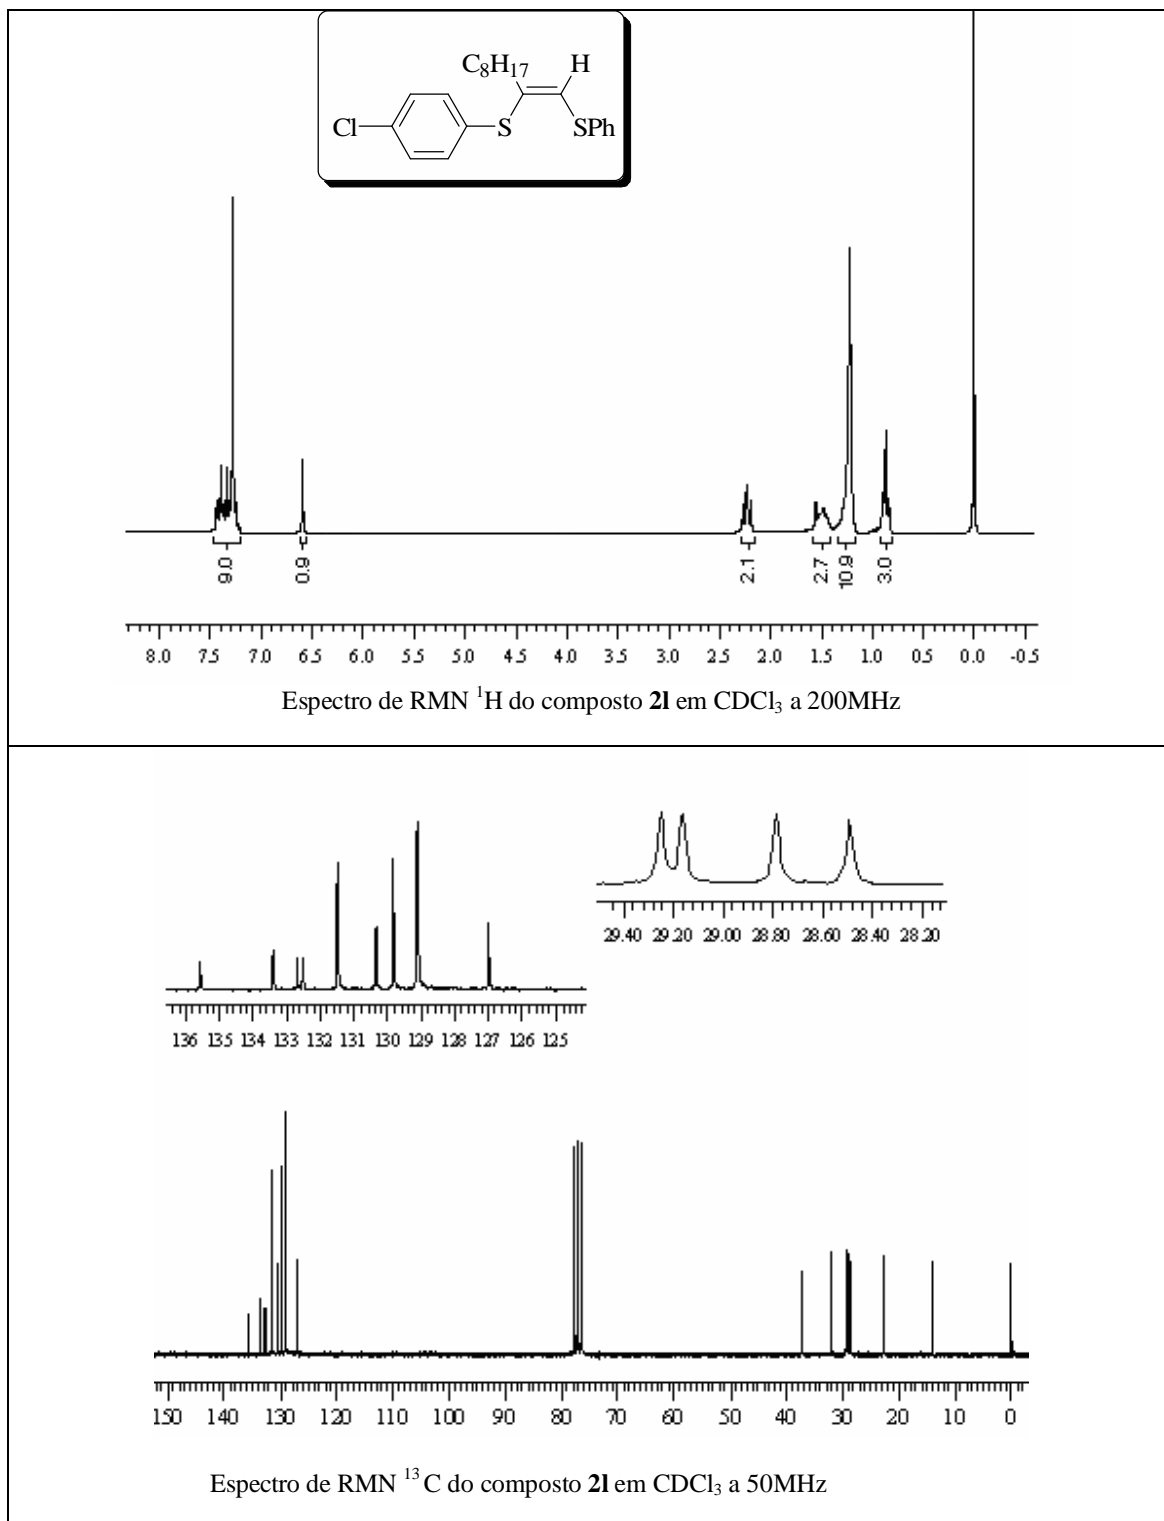 C8H17 H
Cl S SPh
9.0 0.9 2.1 2.7 10.9 3.0
8.0 7.5 7.0 6.5 6.0 5.5 5.0 4.5 4.0 3.5 3.0 2.5 2.0 1.5 1.0 0.5 0.0 -0.5
Espectro de RMN 1H do composto 2l em CDCl3 a 200MHz
29.40 29.20 29.00 28.80 28.60 28.40 28.20
136 135 134 133 132 131 130 129 128 127 126 125
150 140 130 120 110 100 90 80 70 60 50 40 30 20 10 0
Espectro de RMN 13 C do composto 2l em CDCl3 a 50MHz